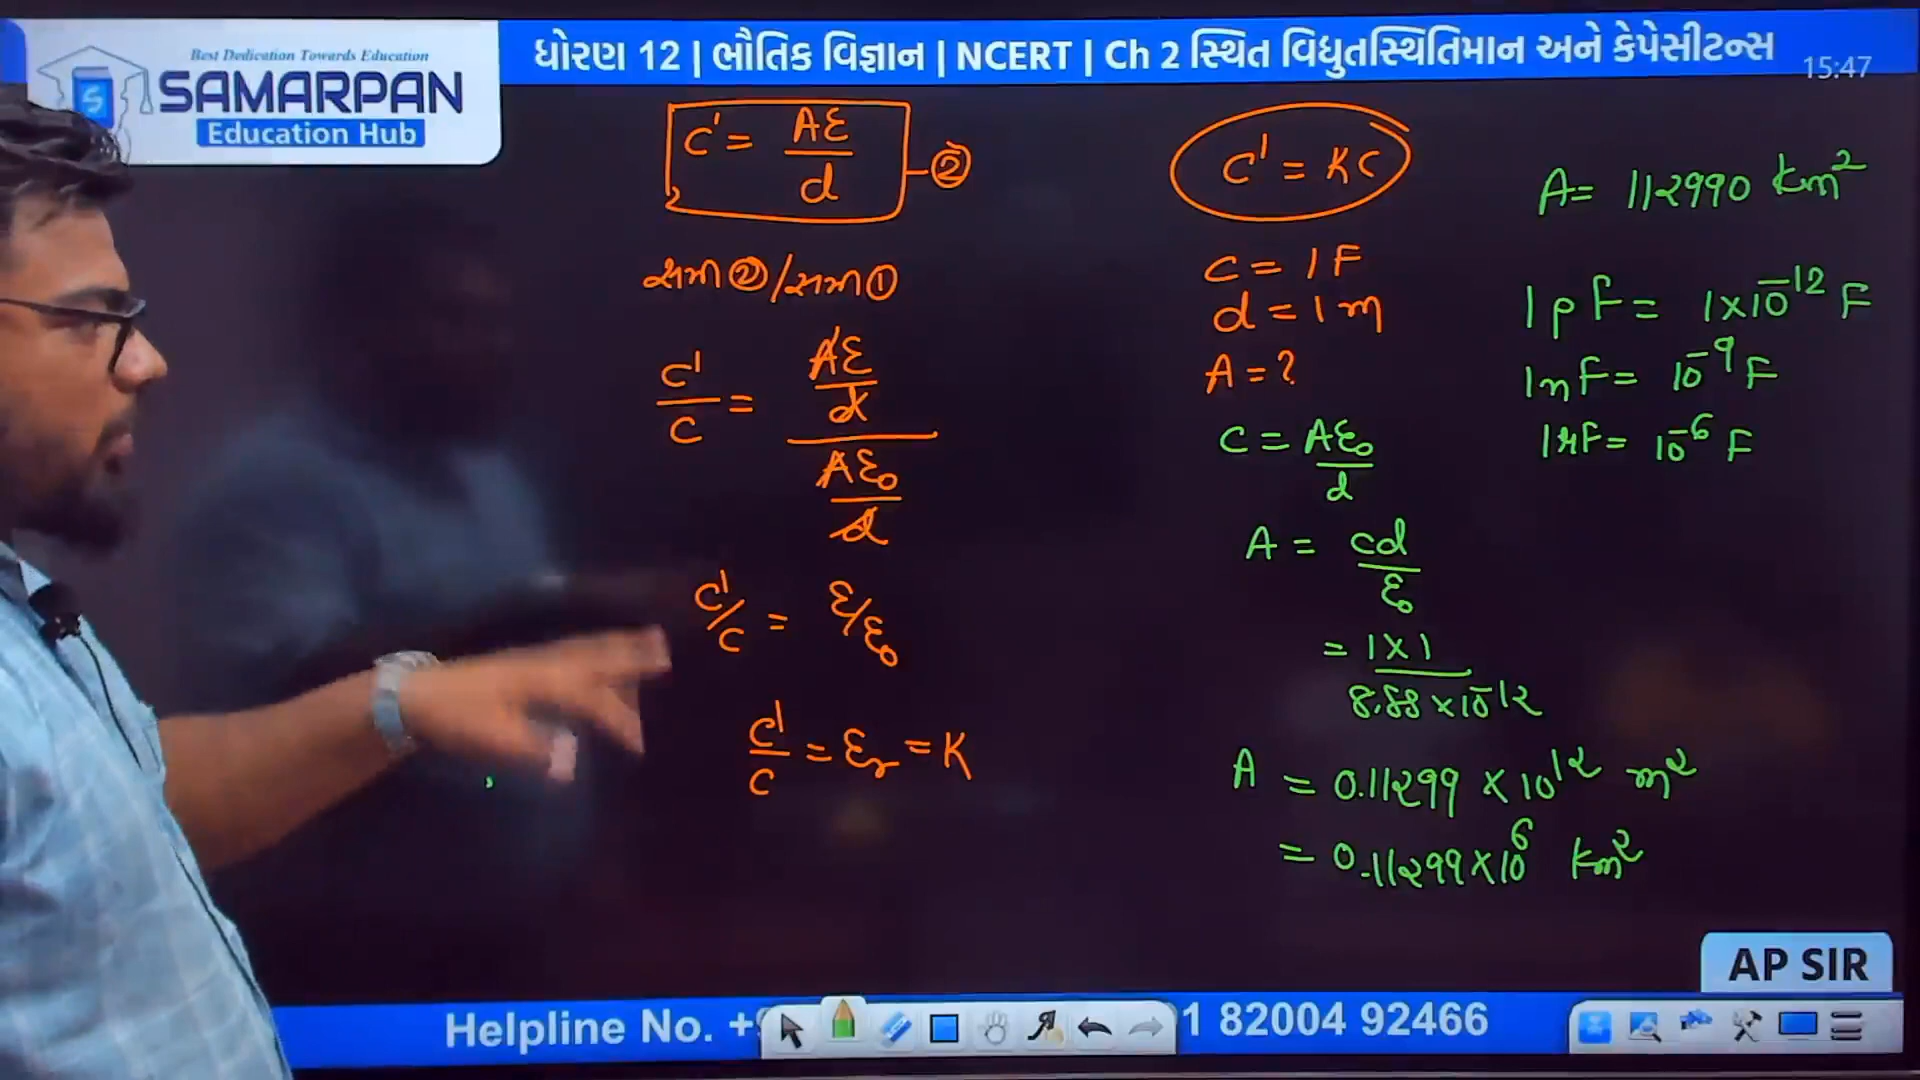 Best Dedication Towards Education
SAMARPAN
Education Hub
ધોરણ 12 | ભૌતિક વિજ્ઞાન | NCERT | Ch 2 સ્થિત વિદ્યુતસ્થિતિમાન અને કેપેસીટન્સ
15:47
C' = Aε/d - ②
સમી ②/સમી ①
C'/C = (Aε/d)/(Aε₀/d)
C'/C = ε/ε₀
C'/C = εr = K
C' = KC
C = 1F
d = 1m
A = ?
C = Aε₀/d
A = cd/ε₀
= 1×1/8.85×10⁻¹²
A = 0.11299 × 10¹² m²
= 0.11299×10⁶ km²
A = 112990 km²
1pF = 1×10⁻¹² F
1nF = 10⁻⁹ F
1μF = 10⁻⁶ F
AP SIR
Helpline No. +9 1 82004 92466